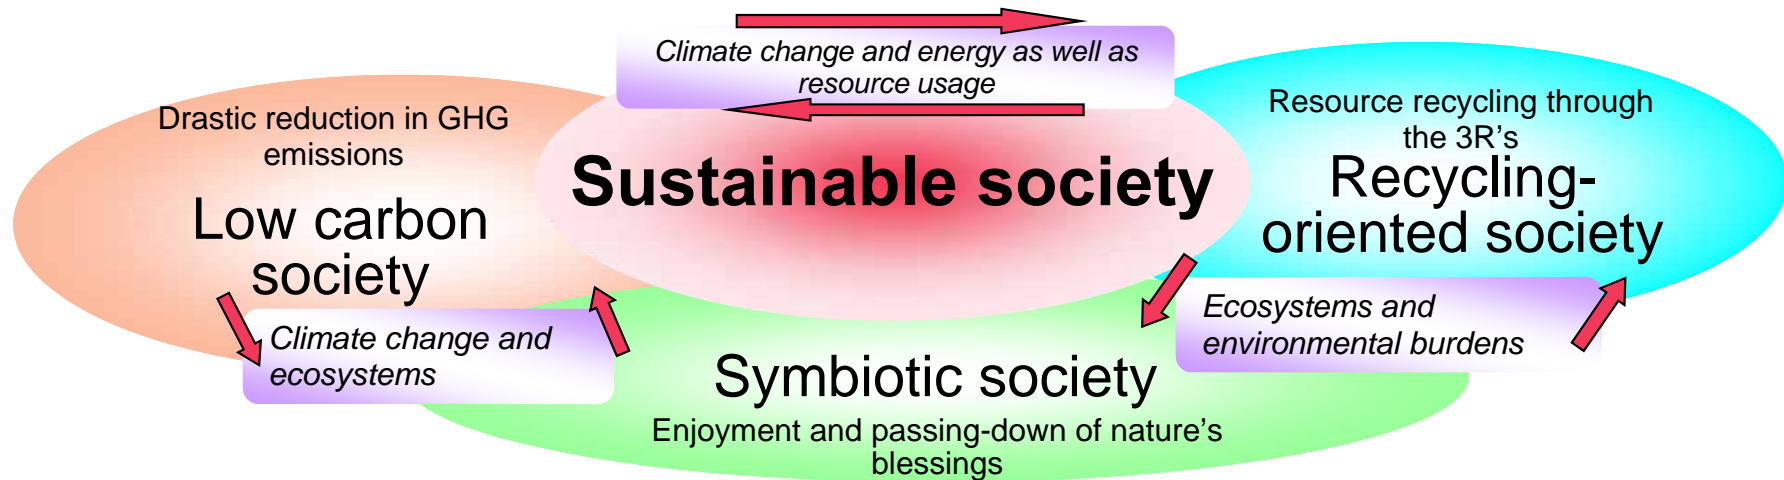 Climate change and energy as well as
resource usage
Drastic reduction in GHG
emissions
Low carbon
society
Sustainable society
Resource recycling through
the 3R's
Recycling-
oriented society
Climate change and
ecosystems
Ecosystems and
environmental burdens
Symbiotic society
Enjoyment and passing-down of nature's
blessings